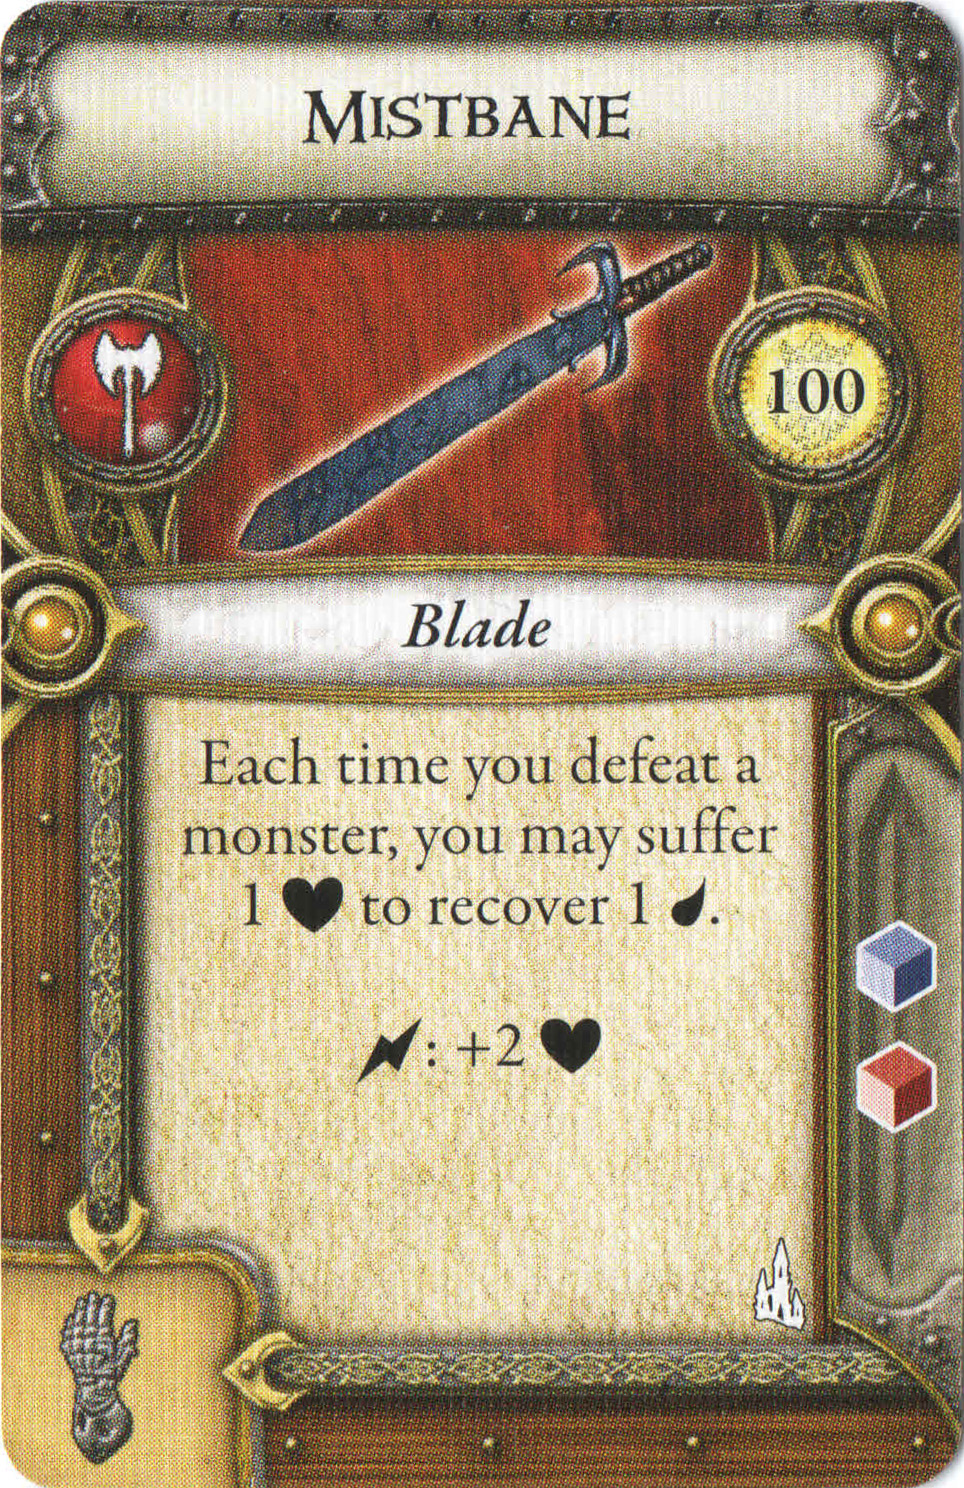 MISTBANE
100
Blade
Each time you defeat a
monster, you may suffer
1 ♥ to recover 1 💧.
⚡: +2 ♥